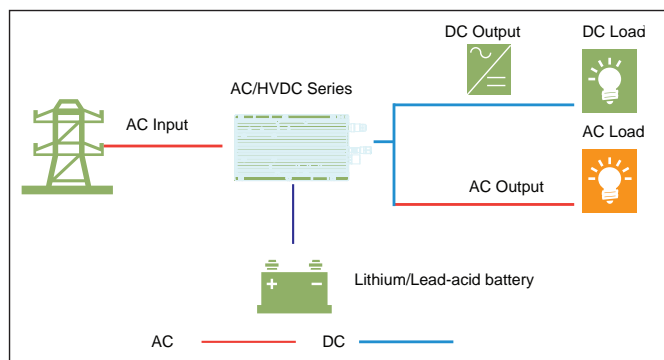 DC Output
DC Load
AC/HVDC Series
AC Input
AC Load
AC Output
Lithium/Lead-acid battery
AC
DC